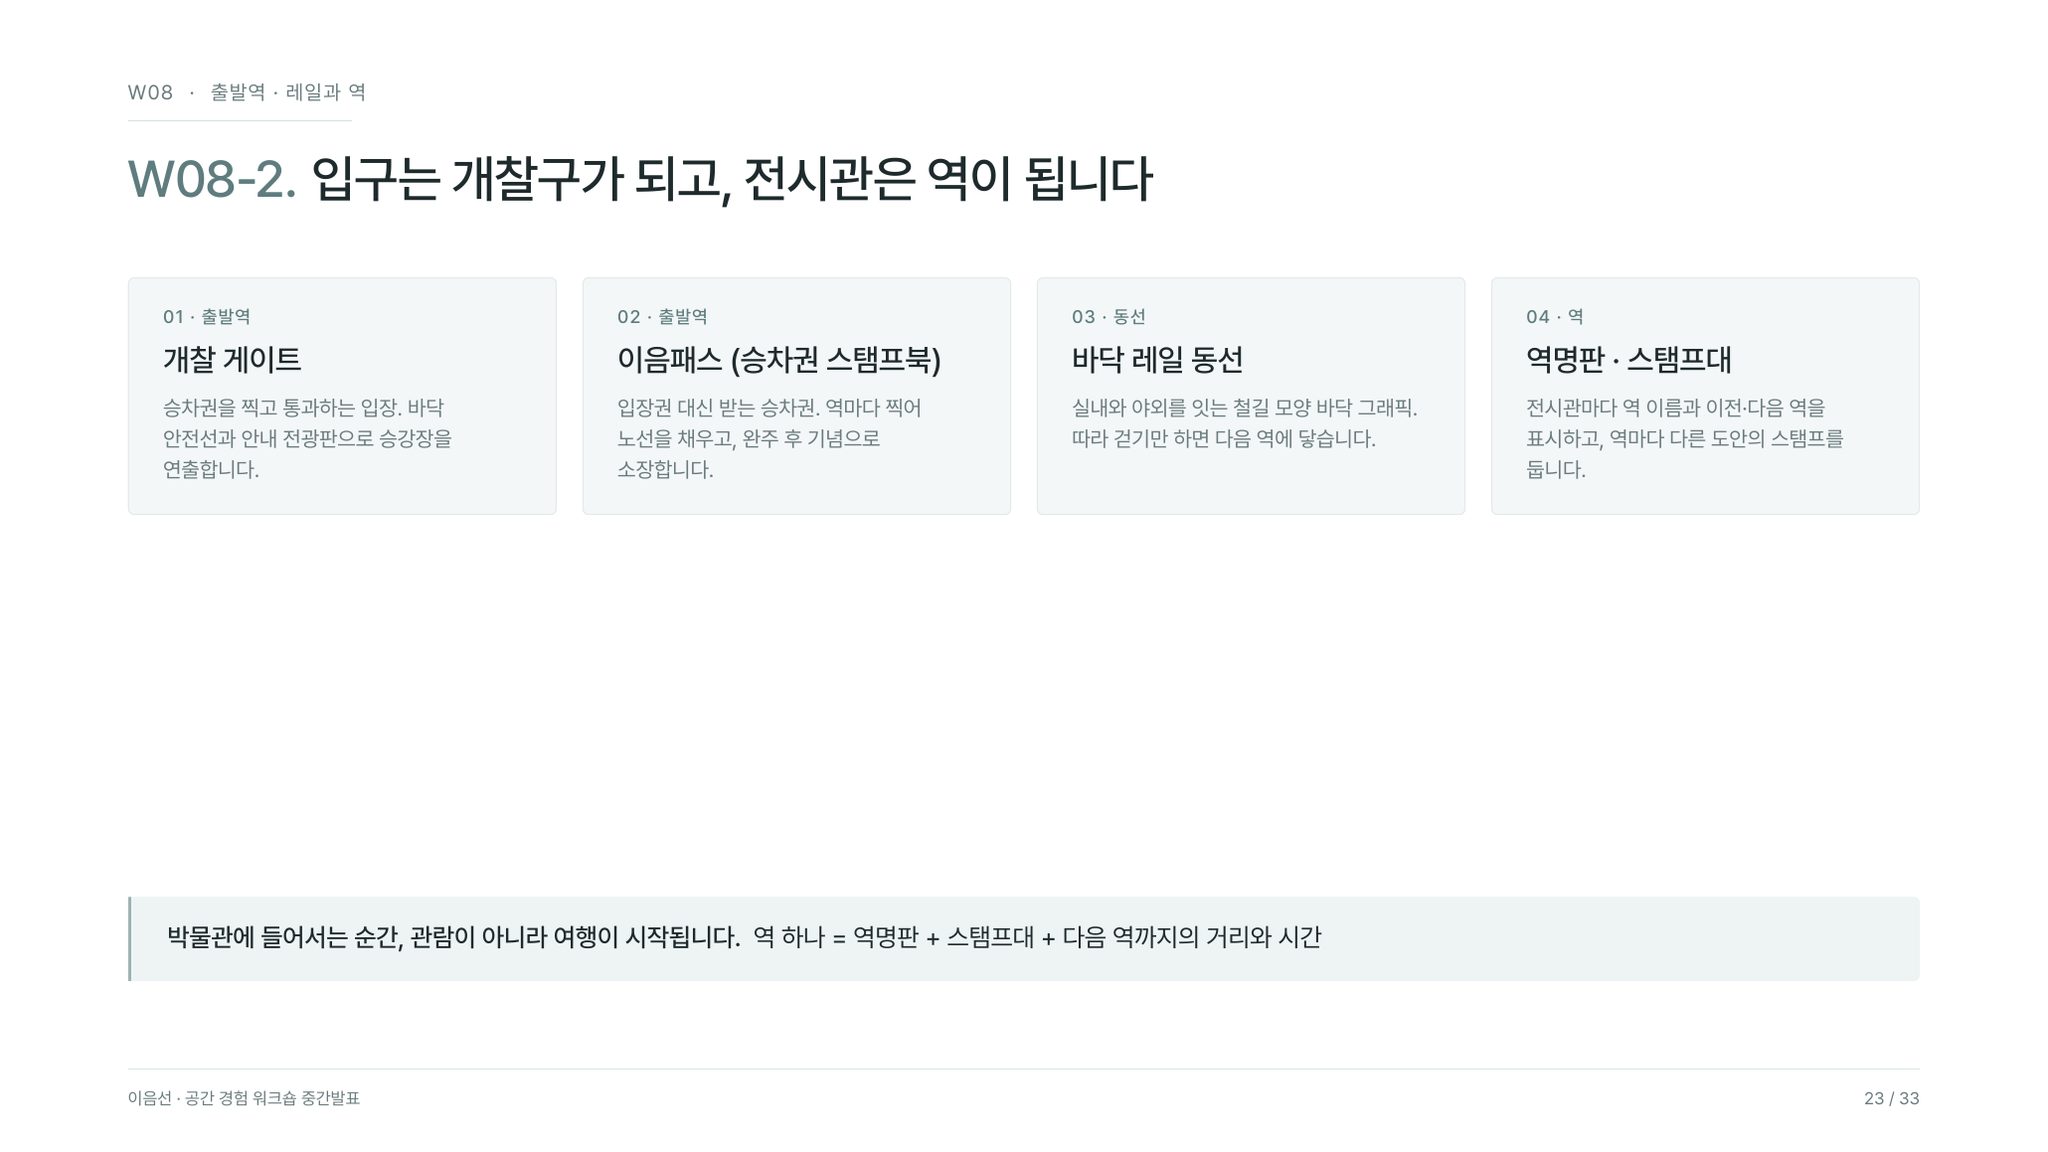 W08 · 출발역 · 레일과 역
W08-2. 입구는 개찰구가 되고, 전시관은 역이 됩니다
01 · 출발역
개찰 게이트
승차권을 찍고 통과하는 입장. 바닥
안전선과 안내 전광판으로 승강장을
연출합니다.
02 · 출발역
이음패스 (승차권 스탬프북)
입장권 대신 받는 승차권. 역마다 찍어
노선을 채우고, 완주 후 기념으로
소장합니다.
03 · 동선
바닥 레일 동선
실내와 야외를 잇는 철길 모양 바닥 그래픽.
따라 걷기만 하면 다음 역에 닿습니다.
04 · 역
역명판 · 스탬프대
전시관마다 역 이름과 이전·다음 역을
표시하고, 역마다 다른 도안의 스탬프를
둡니다.
박물관에 들어서는 순간, 관람이 아니라 여행이 시작됩니다. 역 하나 = 역명판 + 스탬프대 + 다음 역까지의 거리와 시간
이음선 · 공간 경험 워크숍 중간발표
23 / 33